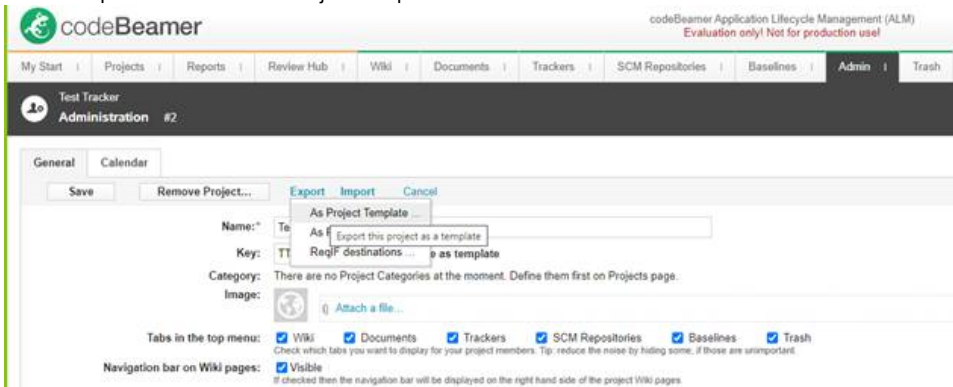 codeBeamer
codeBeamer Application Lifecycle Management (ALM)
Evaluation only! Not for production use!
My Start Projects Reports Review Hub Wiki Documents Trackers SCM Repositories Baselines Admin Trash
Test Tracker
Administration #2
General Calendar
Save Remove Project... Export Import Cancel
As Project Template ...
Name:* Te
Export this project as a template
Key: TT ReqIF destinations ... e as template
Category: There are no Project Categories at the moment. Define them first on Projects page.
Image:
Attach a file...
Tabs in the top menu: Wiki Documents Trackers SCM Repositories Baselines Trash
Check which tabs you want to display for your project members. Tip: reduce the noise by hiding some, if those are unimportant
Navigation bar on Wiki pages: Visible
If checked then the navigation bar will be displayed on the right hand side of the project Wiki pages.